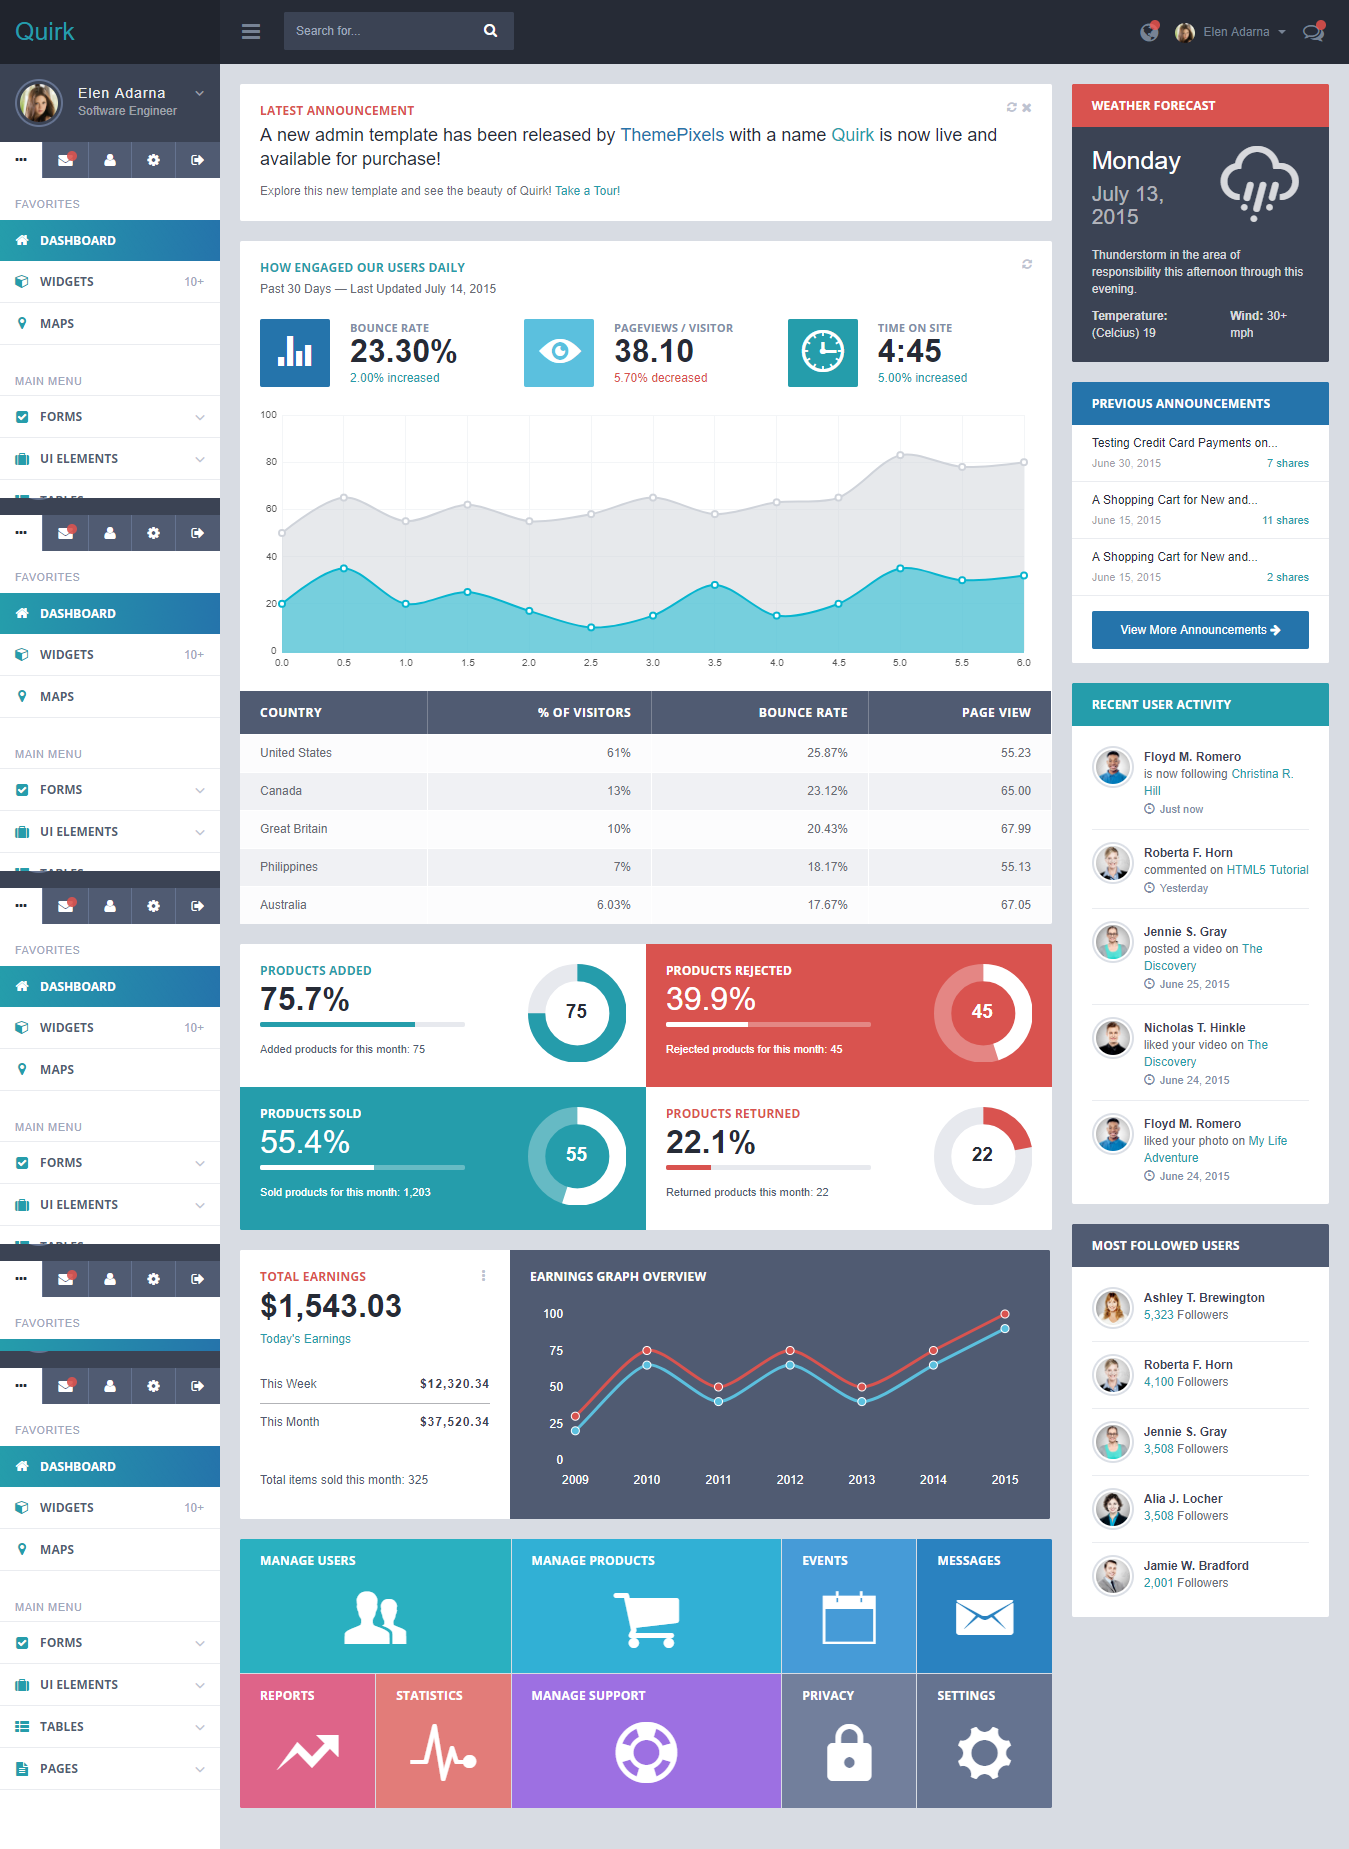 Quirk
Search for...
Elen Adarna
Elen Adarna
Software Engineer
FAVORITES
DASHBOARD
WIDGETS 10+
MAPS
MAIN MENU
FORMS
UI ELEMENTS
TABLES
FAVORITES
DASHBOARD
WIDGETS 10+
MAPS
MAIN MENU
FORMS
UI ELEMENTS
TABLES
FAVORITES
DASHBOARD
WIDGETS 10+
MAPS
MAIN MENU
FORMS
UI ELEMENTS
TABLES
FAVORITES
FAVORITES
DASHBOARD
WIDGETS 10+
MAPS
MAIN MENU
FORMS
UI ELEMENTS
TABLES
PAGES
LATEST ANNOUNCEMENT
A new admin template has been released by ThemePixels with a name Quirk is now live and
available for purchase!
Explore this new template and see the beauty of Quirk! Take a Tour!
HOW ENGAGED OUR USERS DAILY
Past 30 Days — Last Updated July 14, 2015
BOUNCE RATE
23.30%
2.00% increased
PAGEVIEWS / VISITOR
38.10
5.70% decreased
TIME ON SITE
4:45
5.00% increased
100
80
60
40
20
0
0.0 0.5 1.0 1.5 2.0 2.5 3.0 3.5 4.0 4.5 5.0 5.5 6.0
COUNTRY % OF VISITORS BOUNCE RATE PAGE VIEW
United States 61% 25.87% 55.23
Canada 13% 23.12% 65.00
Great Britain 10% 20.43% 67.99
Philippines 7% 18.17% 55.13
Australia 6.03% 17.67% 67.05
PRODUCTS ADDED
75.7%
Added products for this month: 75
75
PRODUCTS REJECTED
39.9%
Rejected products for this month: 45
45
PRODUCTS SOLD
55.4%
Sold products for this month: 1,203
55
PRODUCTS RETURNED
22.1%
Returned products this month: 22
22
TOTAL EARNINGS
$1,543.03
Today's Earnings
This Week $12,320.34
This Month $37,520.34
Total items sold this month: 325
EARNINGS GRAPH OVERVIEW
100
75
50
25
0
2009 2010 2011 2012 2013 2014 2015
MANAGE USERS
MANAGE PRODUCTS
EVENTS
MESSAGES
REPORTS
STATISTICS
MANAGE SUPPORT
PRIVACY
SETTINGS
WEATHER FORECAST
Monday
July 13,
2015
Thunderstorm in the area of
responsibility this afternoon through this
evening.
Temperature: Wind: 30+
(Celcius) 19 mph
PREVIOUS ANNOUNCEMENTS
Testing Credit Card Payments on...
June 30, 2015 7 shares
A Shopping Cart for New and...
June 15, 2015 11 shares
A Shopping Cart for New and...
June 15, 2015 2 shares
View More Announcements
RECENT USER ACTIVITY
Floyd M. Romero
is now following Christina R.
Hill
Just now
Roberta F. Horn
commented on HTML5 Tutorial
Yesterday
Jennie S. Gray
posted a video on The
Discovery
June 25, 2015
Nicholas T. Hinkle
liked your video on The
Discovery
June 24, 2015
Floyd M. Romero
liked your photo on My Life
Adventure
June 24, 2015
MOST FOLLOWED USERS
Ashley T. Brewington
5,323 Followers
Roberta F. Horn
4,100 Followers
Jennie S. Gray
3,508 Followers
Alia J. Locher
3,508 Followers
Jamie W. Bradford
2,001 Followers